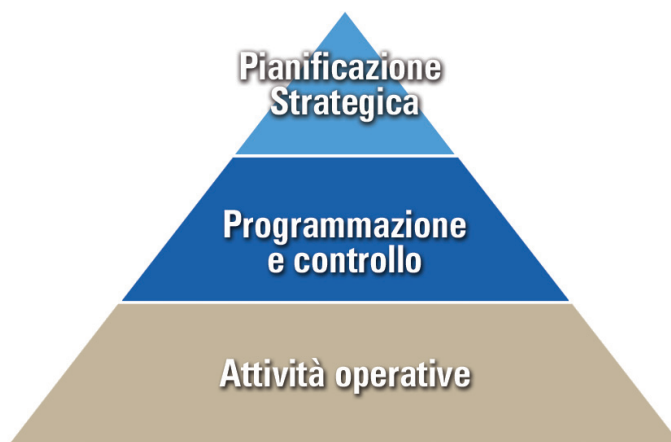 Pianificazione
Strategica
Programmazione
e controllo
Attività operative